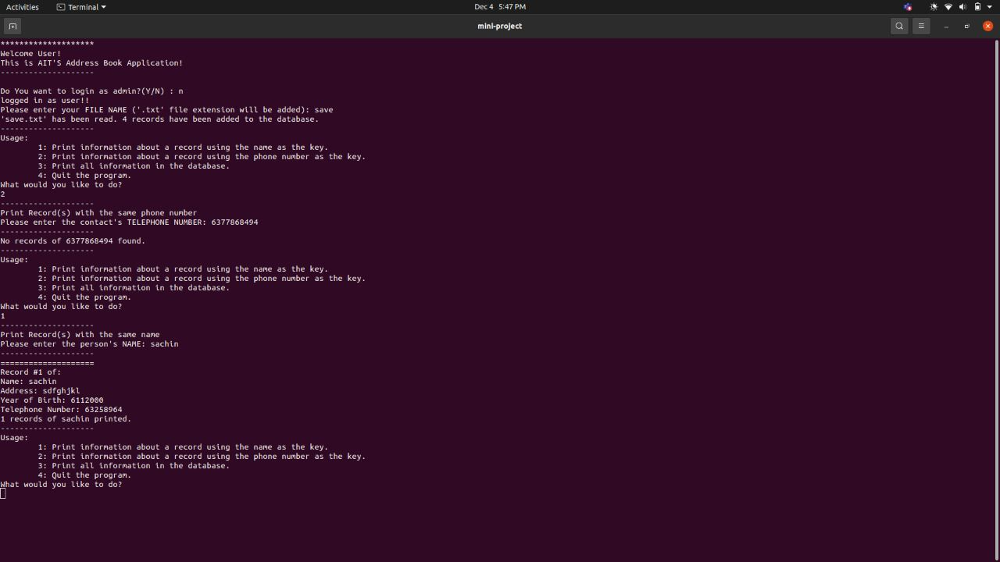 Activities Terminal Dec 4 5:47 PM
mini-project
********************
Welcome User!
This is AIT'S Address Book Application!
--------------------
Do You want to login as admin?(Y/N) : n
logged in as user!!
Please enter your FILE NAME ('.txt' file extension will be added): save
'save.txt' has been read. 4 records have been added to the database.
--------------------
Usage:
1: Print information about a record using the name as the key.
2: Print information about a record using the phone number as the key.
3: Print all information in the database.
4: Quit the program.
What would you like to do?
2
--------------------
Print Record(s) with the same phone number
Please enter the contact's TELEPHONE NUMBER: 6377868494
--------------------
No records of 6377868494 found.
--------------------
Usage:
1: Print information about a record using the name as the key.
2: Print information about a record using the phone number as the key.
3: Print all information in the database.
4: Quit the program.
What would you like to do?
1
--------------------
Print Record(s) with the same name
Please enter the person's NAME: sachin
--------------------
====================
Record #1 of:
Name: sachin
Address: sdfghjkl
Year of Birth: 6112000
Telephone Number: 63258964
1 records of sachin printed.
--------------------
Usage:
1: Print information about a record using the name as the key.
2: Print information about a record using the phone number as the key.
3: Print all information in the database.
4: Quit the program.
What would you like to do?